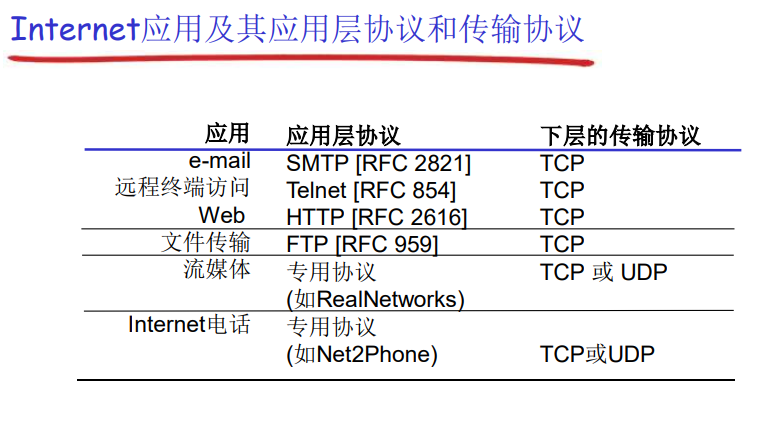 Internet应用及其应用层协议和传输协议
应用 应用层协议 下层的传输协议
e-mail SMTP [RFC 2821] TCP
远程终端访问 Telnet [RFC 854] TCP
Web HTTP [RFC 2616] TCP
文件传输 FTP [RFC 959] TCP
流媒体 专用协议 TCP 或 UDP
(如RealNetworks)
Internet电话 专用协议
(如Net2Phone) TCP或UDP